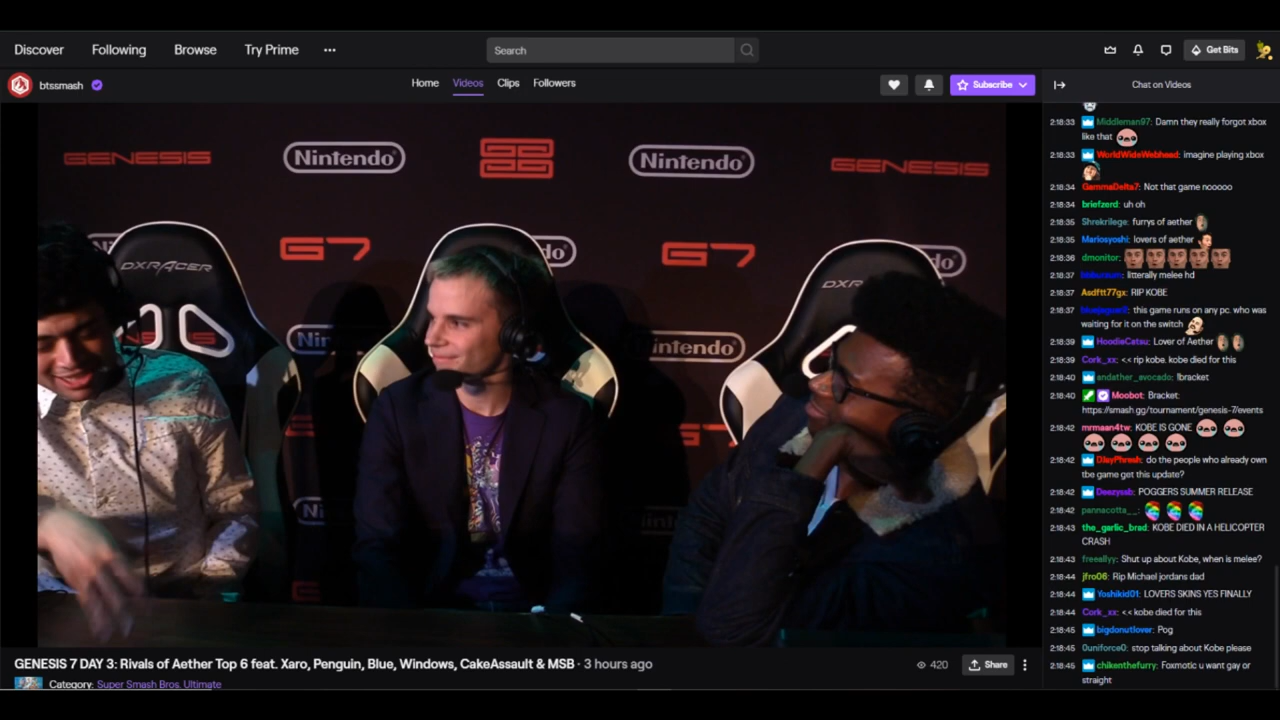 Discover
Following
Browse
Try Prime
Search
Get Bits
btssmash
Home
Videos
Clips
Followers
Subscribe
Chat on Videos
GENESIS
Nintendo
Nintendo
GENESIS
G7
G7
DXRACER
DXR
Nin
intendo
Ni
2:18:33 Middleman97: Damn they really forgot xbox
like that
2:18:33 WorldWideWebhead: imagine playing xbox
2:18:34 GammaDelta7: Not that game nooooo
2:18:34 briefzerd: uh oh
2:18:35 Shrekrilege: furrys of aether
2:18:35 Mariosyoshi: lovers of aether
2:18:36 dmonitor:
2:18:37 litterally melee hd
2:18:37 Asdftt77gx: RIP KOBE
2:18:37 this game runs on any pc. who was
waiting for it on the switch
2:18:39 HoodieCatsu: Lover of Aether
2:18:39 Cork_xx: << rip kobe. kobe died for this
2:18:40 andather_avocado: !bracket
2:18:40 Moobot: Bracket:
https://smash.gg/tournament/genesis-7/events
2:18:42 mrmaan4tw: KOBE IS GONE
2:18:42 DJayPhresh: do the people who already own
tbe game get this update?
2:18:42 Deezyssb: POGGERS SUMMER RELEASE
2:18:42 pannacotta__:
2:18:43 the_garlic_brad: KOBE DIED IN A HELICOPTER
CRASH
2:18:43 freeallyy: Shut up about Kobe, when is melee?
2:18:44 jfro06: Rip Michael jordans dad
2:18:44 Yoshikid01: LOVERS SKINS YES FINALLY
2:18:44 Cork_xx: << kobe died for this
2:18:45 bigdonutlover: Pog
2:18:45 0uniforce0: stop talking about Kobe please
2:18:45 chikenthefurry: Foxmotic u want gay or
straight
GENESIS 7 DAY 3: Rivals of Aether Top 6 feat. Xaro, Penguin, Blue, Windows, CakeAssault & MSB · 3 hours ago
420
Share
Category: Super Smash Bros. Ultimate